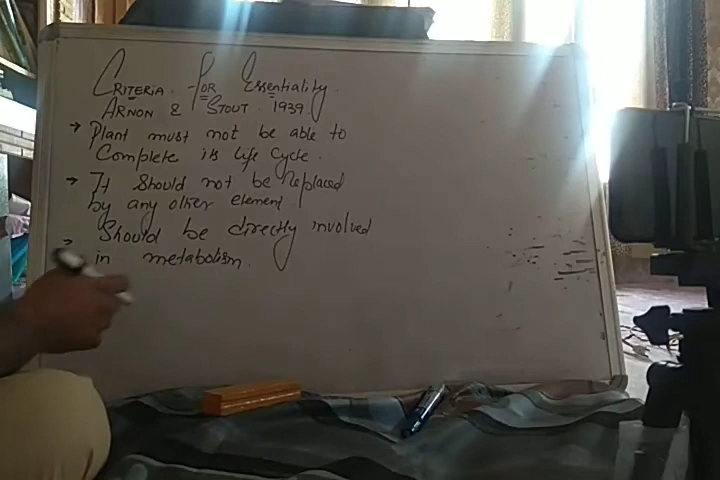 CRITERIA FOR Essentiality.
ARNON & STOUT. 1939
→ Plant must not be able to
Complete its life Cycle.
→ It should not be replaced
by any other element
→ Should be directly involved
in metabolism.